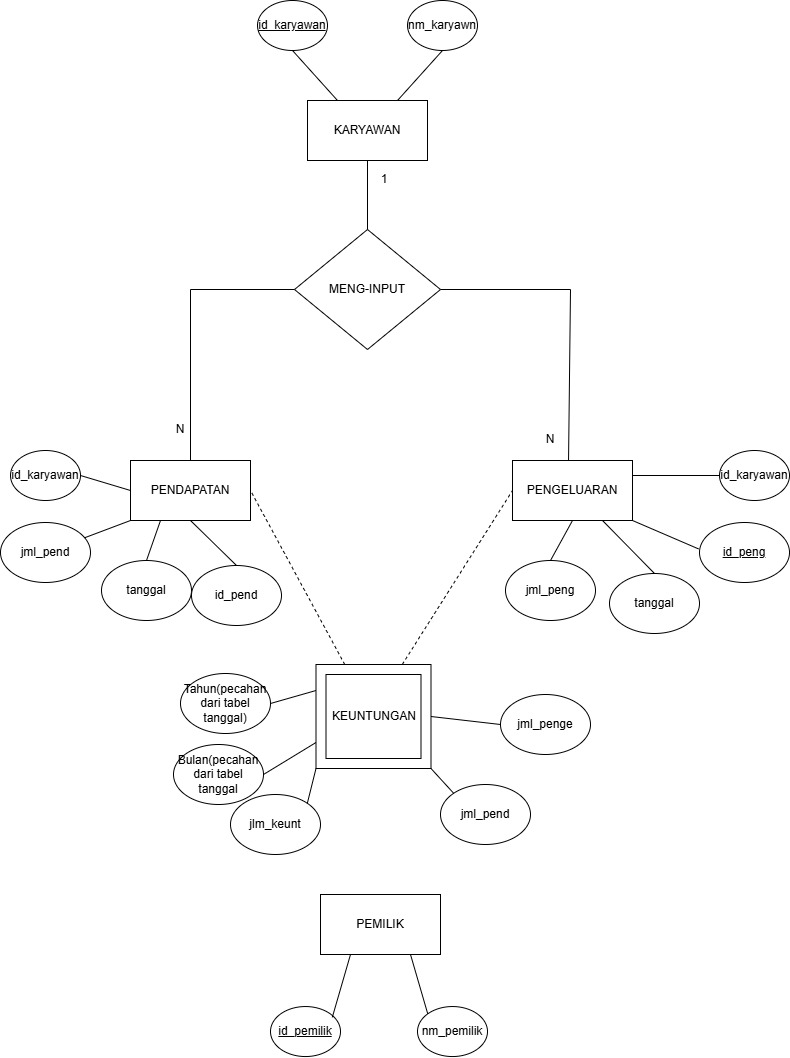 id_karyawan
nm_karyawn
KARYAWAN
1
MENG-INPUT
N
N
id_karyawan
PENDAPATAN
PENGELUARAN
id_karyawan
jml_pend
tanggal
id_pend
jml_peng
tanggal
id_peng
Tahun(pecahan
dari tabel
tanggal)
KEUNTUNGAN
jml_penge
Bulan(pecahan
dari tabel
tanggal
jlm_keunt
jml_pend
PEMILIK
id_pemilik
nm_pemilik